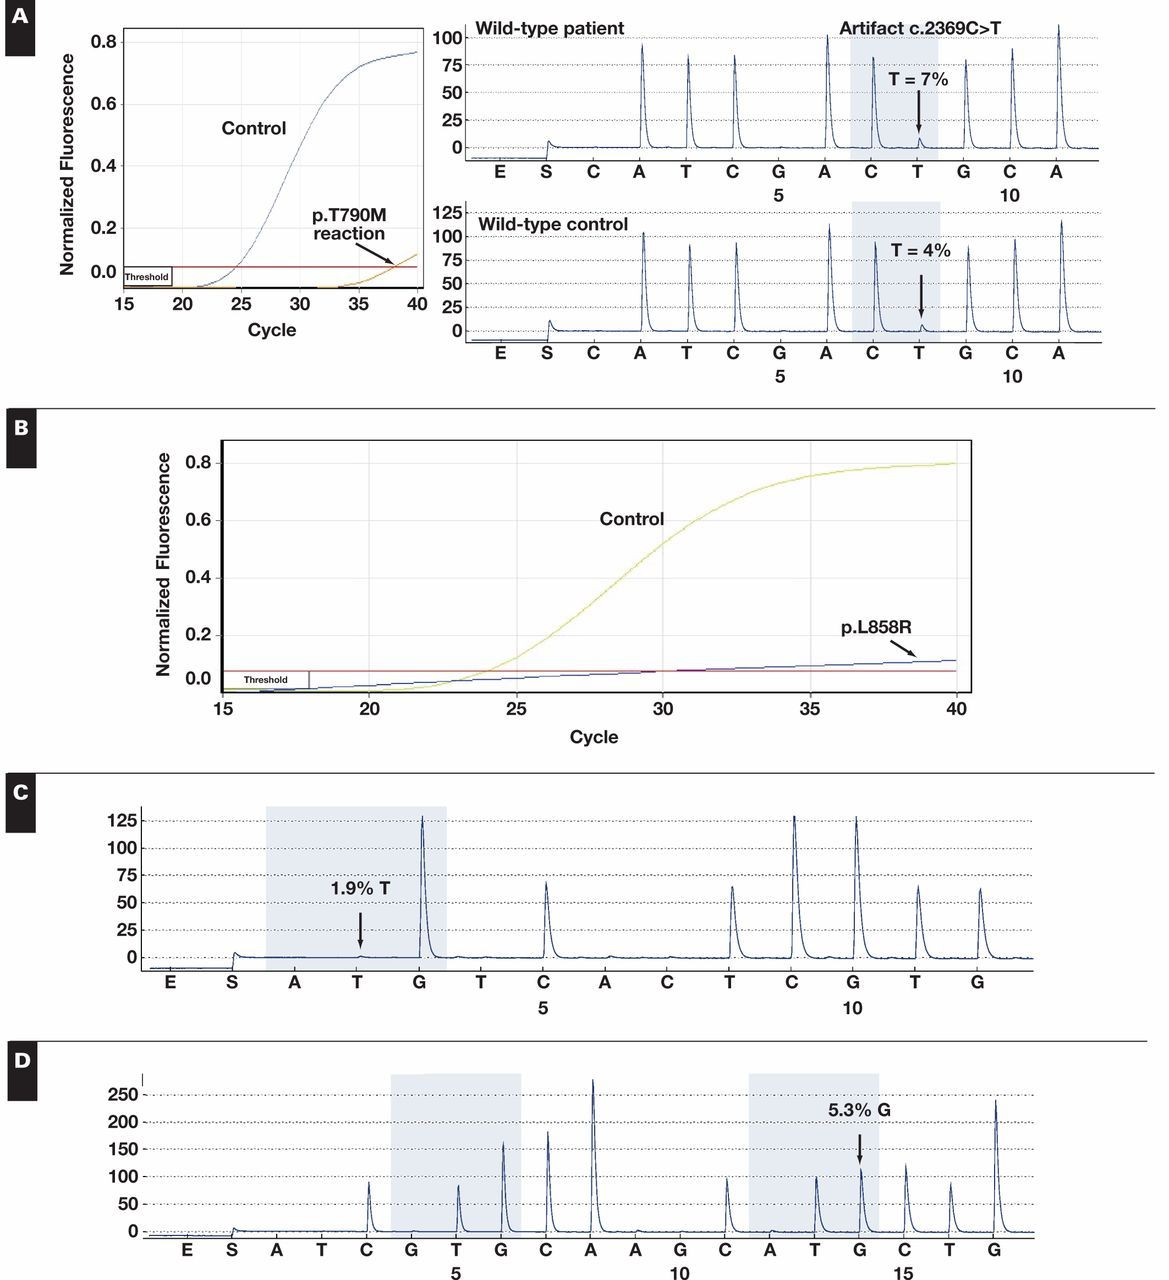 A
0.8
0.6
0.4
0.2
0.0
Normalized Fluorescence
Control
p.T790M
reaction
Threshold
15 20 25 30 35 40
Cycle
Wild-type patient
Artifact c.2369C>T
T = 7%
100
75
50
25
0
E S C A T C G A C T G C A
5 10
Wild-type control
T = 4%
125
100
75
50
25
0
E S C A T C G A C T G C A
5 10
B
0.8
0.6
0.4
0.2
0.0
Normalized Fluorescence
Control
p.L858R
Threshold
15 20 25 30 35 40
Cycle
C
125
100
75
50
25
0
1.9% T
E S A T G T C A C T C G T G
5 10
D
250
200
150
100
50
0
5.3% G
E S A T C G T G C A A G C A T G C T G
5 10 15